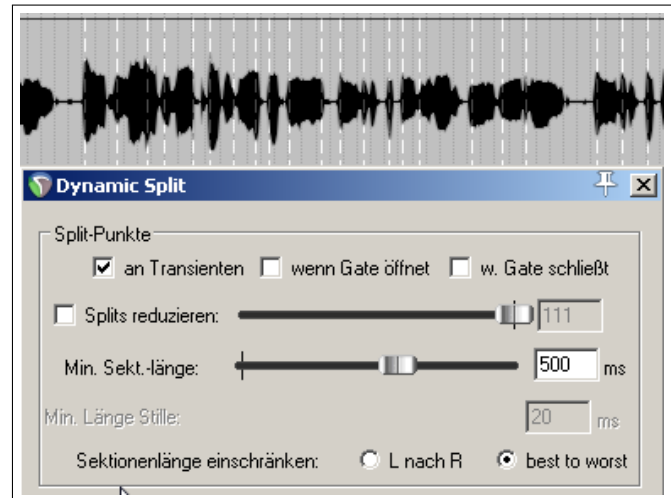 Dynamic Split
Split-Punkte
an Transienten wenn Gate öffnet w. Gate schließt
Splits reduzieren: 111
Min. Sekt.-länge: 500 ms
Min. Länge Stille: 20 ms
Sektionenlänge einschränken: L nach R best to worst